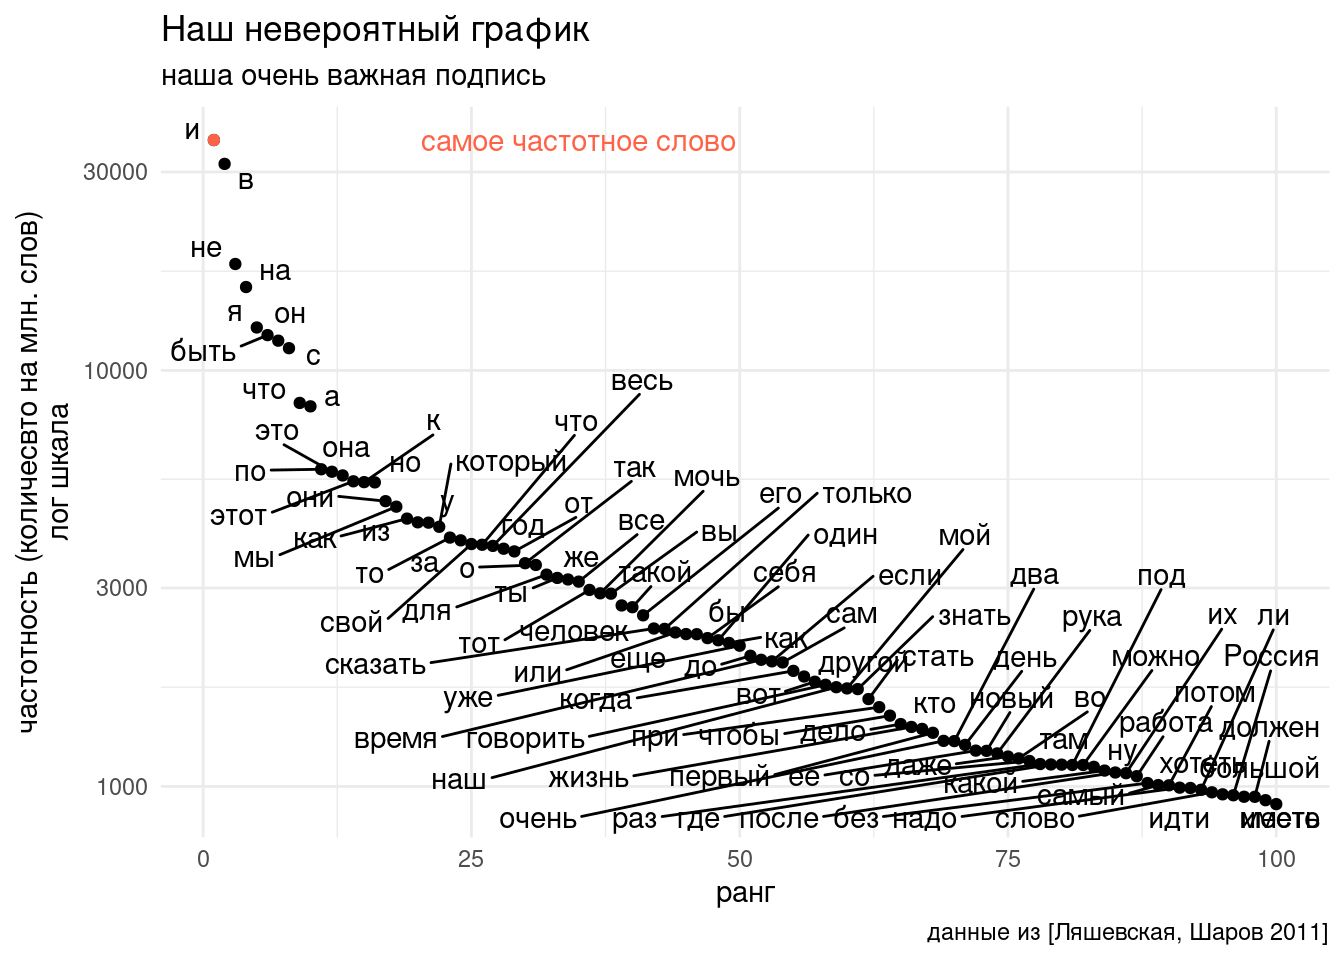 Наш невероятный график
наша очень важная подпись
частотность (количесвто на млн. слов)
лог шкала
30000
10000
3000
1000
и
самое частотное слово
в
не
на
я
он
быть
с
что
а
весь
это
к
что
она
но
который
по
так
мочь
они
у
его
только
этот
от
как
из
год
все
вы
один
мой
мы
то
за
о
же
такой
себя
если
два
под
свой
для
ты
бы
сам
знать
рука
их
ли
тот
человек
как
сказать
или
еще
до
другой
стать
день
можно
Россия
уже
когда
вот
кто
новый
во
потом
время
говорить
при
чтобы
дело
там
работа
должен
наш
жизнь
первый
ее
со
даже
ну
хотеть
большой
какой
самый
очень
раз
где
после
без
надо
слово
идти
иметь
0
25
50
75
100
ранг
данные из [Ляшевская, Шаров 2011]